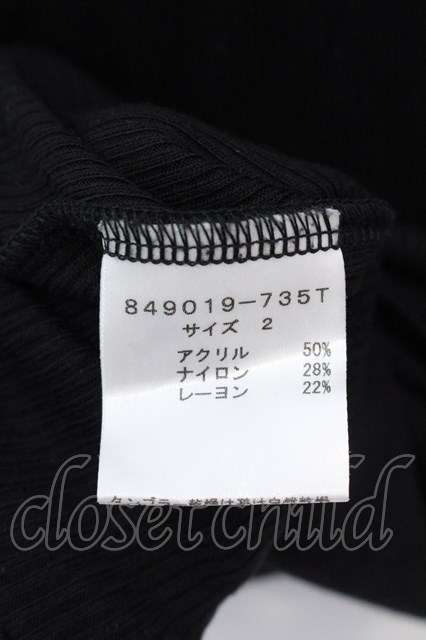 849019-735T
サイズ 2
アクリル 50%
ナイロン 28%
レーヨン 22%
closet child